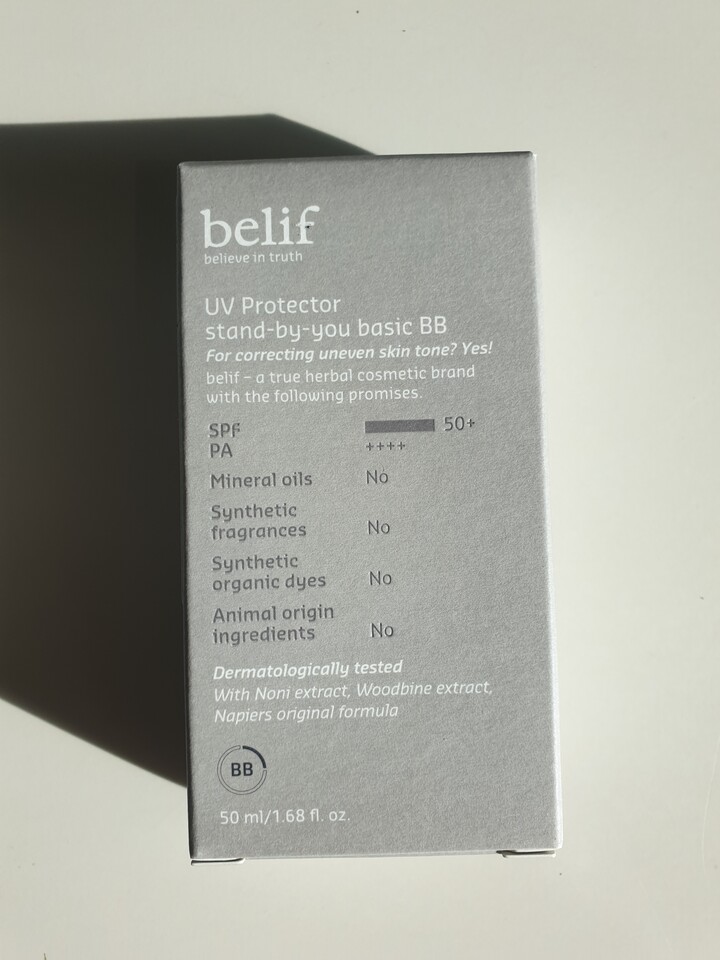 belif
believe in truth
UV Protector
stand-by-you basic BB
For correcting uneven skin tone? Yes!
belif – a true herbal cosmetic brand
with the following promises.
SPF 50+
PA ++++
Mineral oils No
Synthetic
fragrances No
Synthetic
organic dyes No
Animal origin
ingredients No
Dermatologically tested
With Noni extract, Woodbine extract,
Napiers original formula
BB
50 ml/1.68 fl. oz.